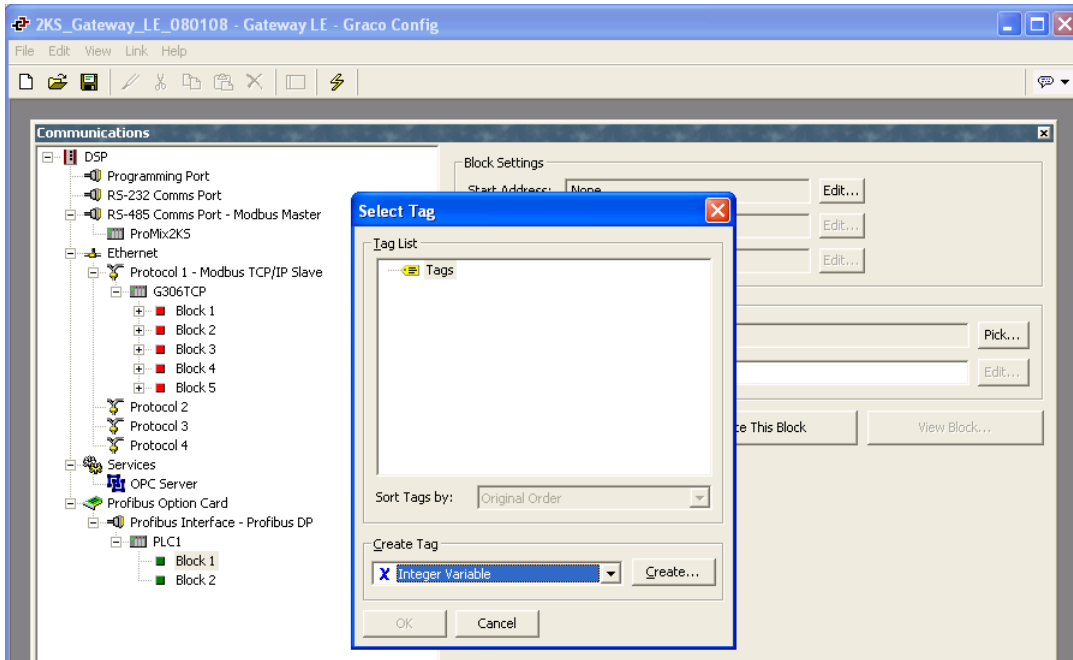 2KS_Gateway_LE_080108 - Gateway LE - Graco Config
File Edit View Link Help
Communications
DSP
Programming Port
RS-232 Comms Port
RS-485 Comms Port - Modbus Master
ProMix2KS
Ethernet
Protocol 1 - Modbus TCP/IP Slave
G306TCP
Block 1
Block 2
Block 3
Block 4
Block 5
Protocol 2
Protocol 3
Protocol 4
Services
OPC Server
Profibus Option Card
Profibus Interface - Profibus DP
PLC1
Block 1
Block 2
Block Settings
Start Address: None Edit...
Edit...
Edit...
Pick...
Edit...
te This Block View Block...
Select Tag
Tag List
Tags
Sort Tags by: Original Order
Create Tag
X Integer Variable Create...
OK Cancel